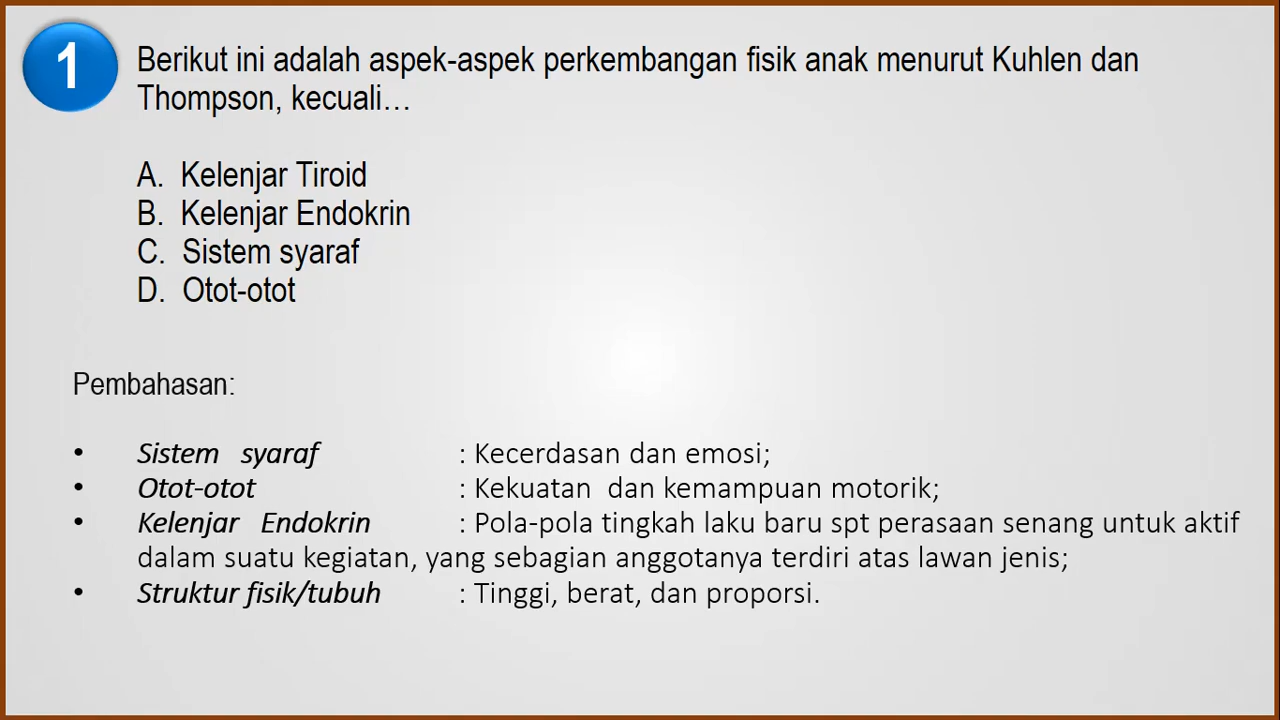 1
Berikut ini adalah aspek-aspek perkembangan fisik anak menurut Kuhlen dan
Thompson, kecuali…
A. Kelenjar Tiroid
B. Kelenjar Endokrin
C. Sistem syaraf
D. Otot-otot
Pembahasan:
• Sistem syaraf : Kecerdasan dan emosi;
• Otot-otot : Kekuatan dan kemampuan motorik;
• Kelenjar Endokrin : Pola-pola tingkah laku baru spt perasaan senang untuk aktif
dalam suatu kegiatan, yang sebagian anggotanya terdiri atas lawan jenis;
• Struktur fisik/tubuh : Tinggi, berat, dan proporsi.